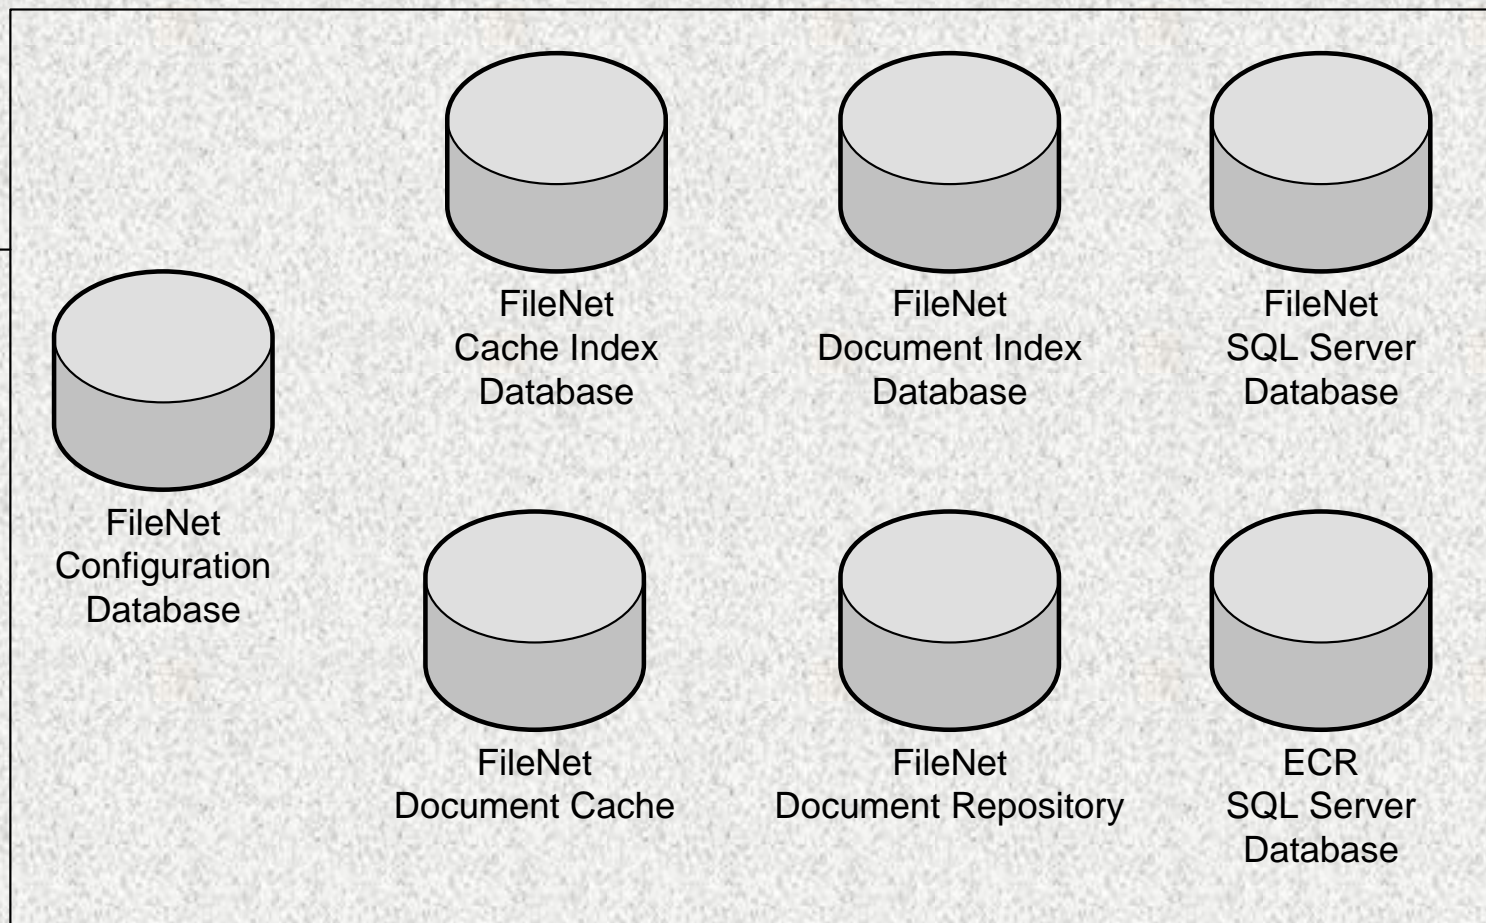 FileNet
Cache Index
Database
FileNet
Document Index
Database
FileNet
SQL Server
Database
FileNet
Configuration
Database
FileNet
Document Cache
FileNet
Document Repository
ECR
SQL Server
Database